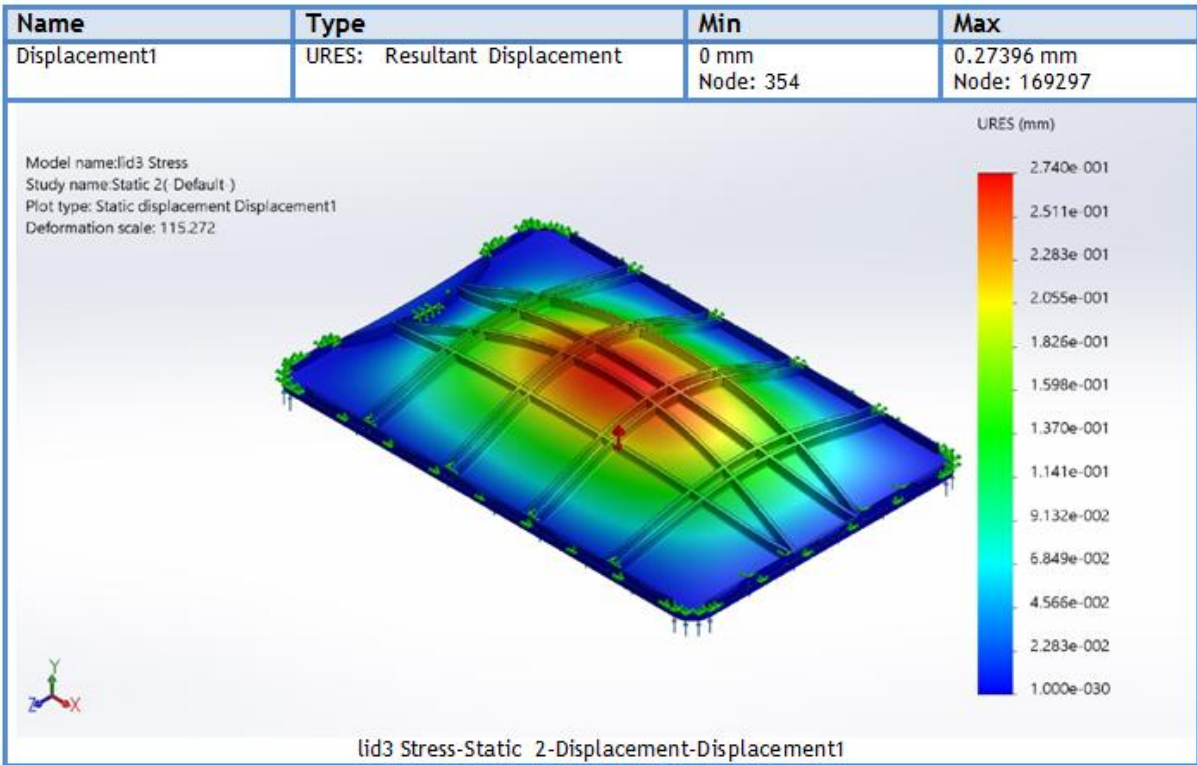 Name Type Min Max
Displacement1 URES: Resultant Displacement 0 mm 0.27396 mm
Node: 354 Node: 169297
URES (mm)
Model name:lid3 Stress
Study name:Static 2( Default )
Plot type: Static displacement Displacement1
Deformation scale: 115.272
2.740e-001
2.511e-001
2.283e-001
2.055e-001
1.826e-001
1.598e-001
1.370e-001
1.141e-001
9.132e-002
6.849e-002
4.566e-002
2.283e-002
1.000e-030
Y
Z X
lid3 Stress-Static 2-Displacement-Displacement1